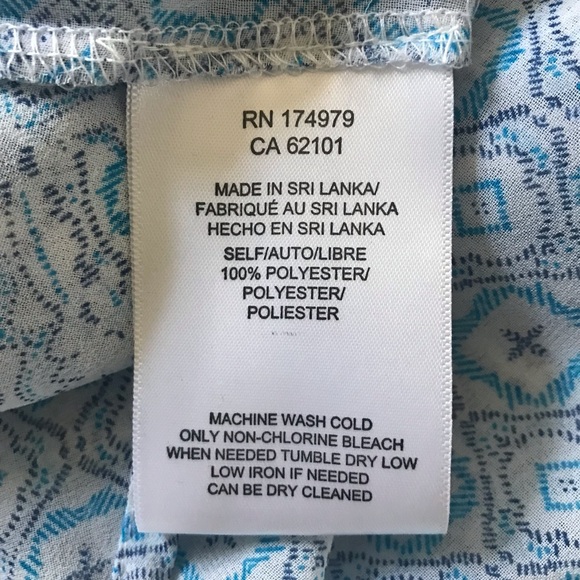 RN 174979
CA 62101
MADE IN SRI LANKA/
FABRIQUÉ AU SRI LANKA
HECHO EN SRI LANKA
SELF/AUTO/LIBRE
100% POLYESTER/
POLYESTER/
POLIESTER
MACHINE WASH COLD
ONLY NON-CHLORINE BLEACH
WHEN NEEDED TUMBLE DRY LOW
LOW IRON IF NEEDED
CAN BE DRY CLEANED